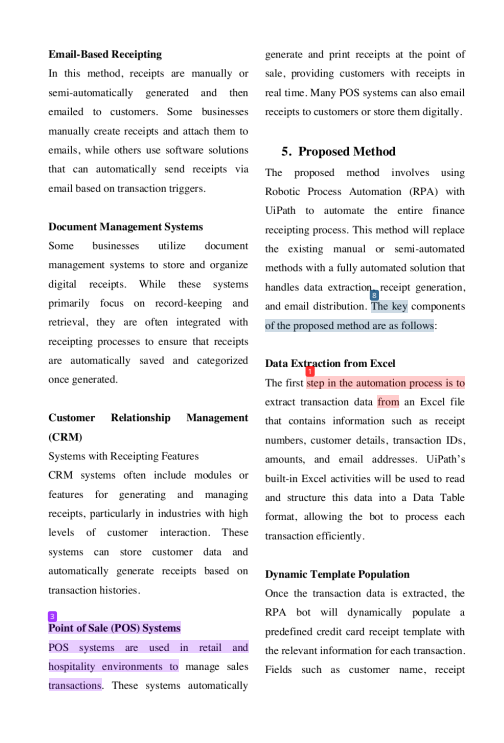 Email-Based Receipting
In this method, receipts are manually or
semi-automatically generated and then
emailed to customers. Some businesses
manually create receipts and attach them to
emails, while others use software solutions
that can automatically send receipts via
email based on transaction triggers.
Document Management Systems
Some businesses utilize document
management systems to store and organize
digital receipts. While these systems
primarily focus on record-keeping and
retrieval, they are often integrated with
receipting processes to ensure that receipts
are automatically saved and categorized
once generated.
Customer Relationship Management
(CRM)
Systems with Receipting Features
CRM systems often include modules or
features for generating and managing
receipts, particularly in industries with high
levels of customer interaction. These
systems can store customer data and
automatically generate receipts based on
transaction histories.
3
Point of Sale (POS) Systems
POS systems are used in retail and
hospitality environments to manage sales
transactions. These systems automatically
generate and print receipts at the point of
sale, providing customers with receipts in
real time. Many POS systems can also email
receipts to customers or store them digitally.
5. Proposed Method
The proposed method involves using
Robotic Process Automation (RPA) with
UiPath to automate the entire finance
receipting process. This method will replace
the existing manual or semi-automated
methods with a fully automated solution that
handles data extraction, receipt generation,
8
and email distribution. The key components
of the proposed method are as follows:
Data Extraction from Excel
1
The first step in the automation process is to
extract transaction data from an Excel file
that contains information such as receipt
numbers, customer details, transaction IDs,
amounts, and email addresses. UiPath's
built-in Excel activities will be used to read
and structure this data into a Data Table
format, allowing the bot to process each
transaction efficiently.
Dynamic Template Population
Once the transaction data is extracted, the
RPA bot will dynamically populate a
predefined credit card receipt template with
the relevant information for each transaction.
Fields such as customer name, receipt